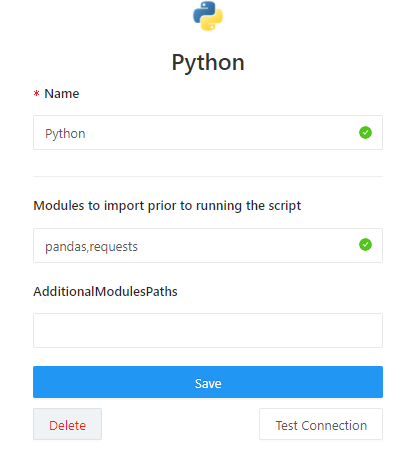 Python
* Name
Python
Modules to import prior to running the script
pandas,requests
AdditionalModulesPaths
Save
Delete Test Connection